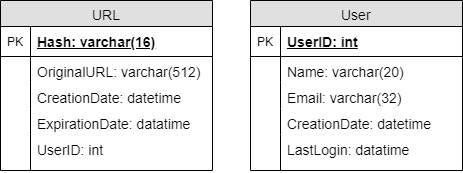 URL
PK Hash: varchar(16)
OriginalURL: varchar(512)
CreationDate: datetime
ExpirationDate: datatime
UserID: int
User
PK UserID: int
Name: varchar(20)
Email: varchar(32)
CreationDate: datetime
LastLogin: datatime